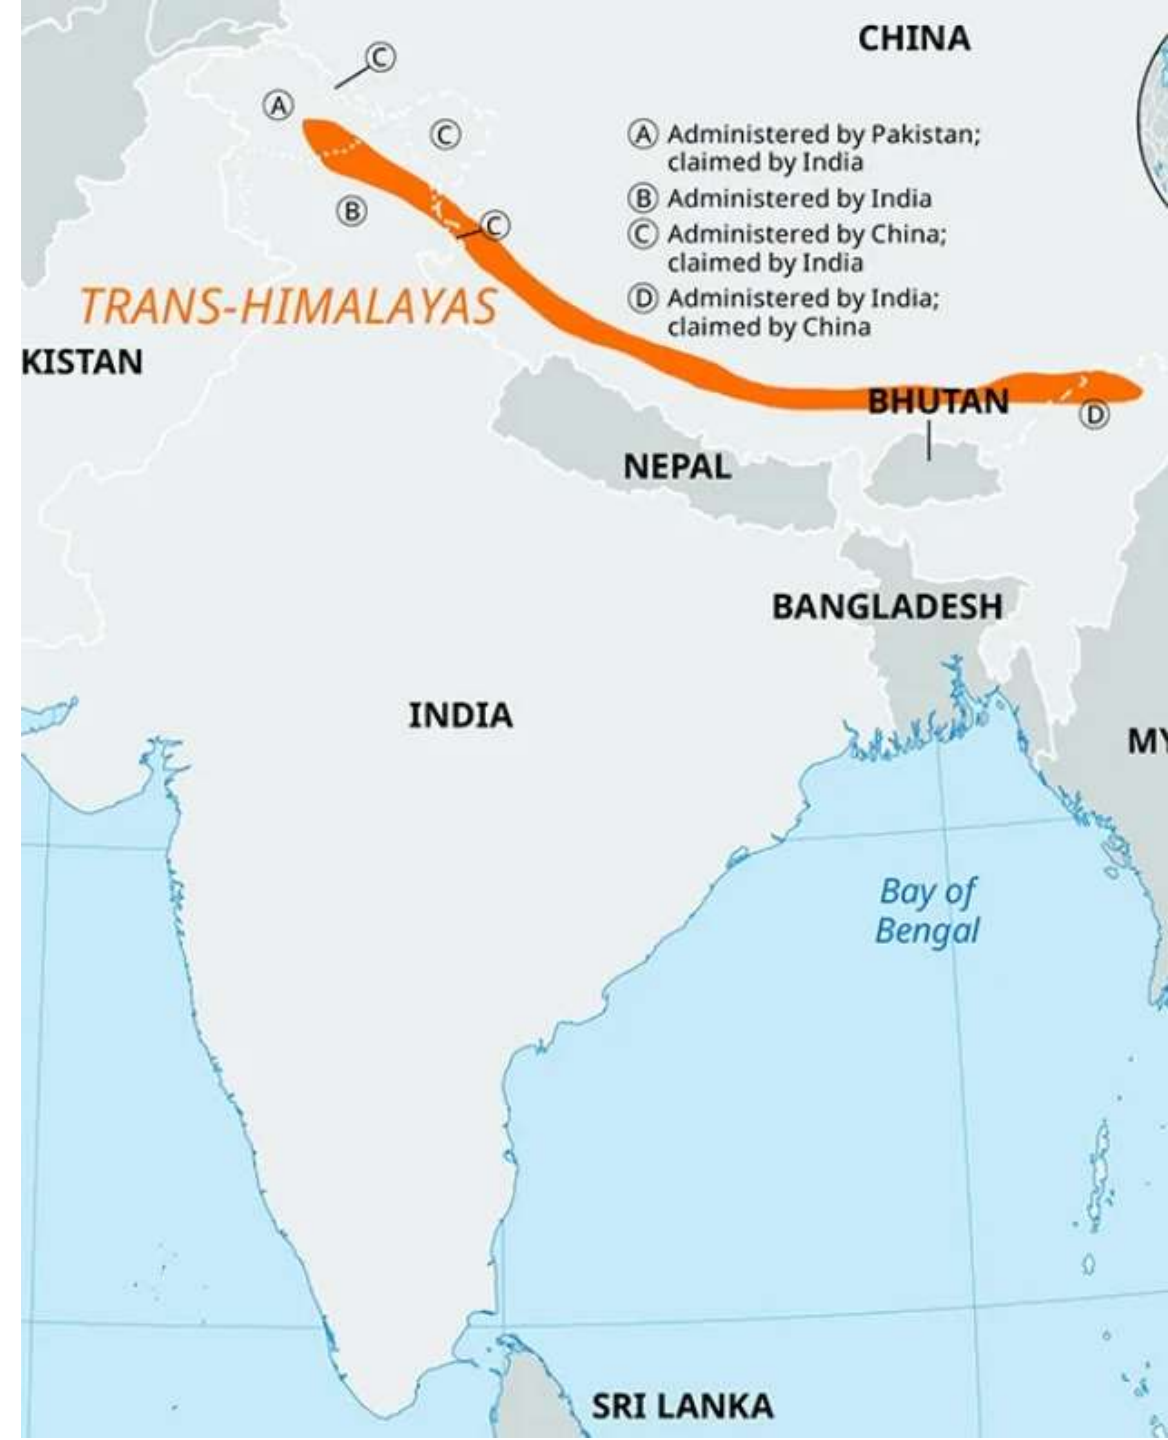 CHINA
Ⓒ
Ⓐ
Ⓒ
Ⓐ Administered by Pakistan;
claimed by India
Ⓑ Administered by India
Ⓒ Administered by China;
claimed by India
Ⓓ Administered by India;
claimed by China
Ⓑ
Ⓒ
TRANS-HIMALAYAS
KISTAN
BHUTAN
Ⓓ
NEPAL
BANGLADESH
INDIA
MY
Bay of
Bengal
SRI LANKA